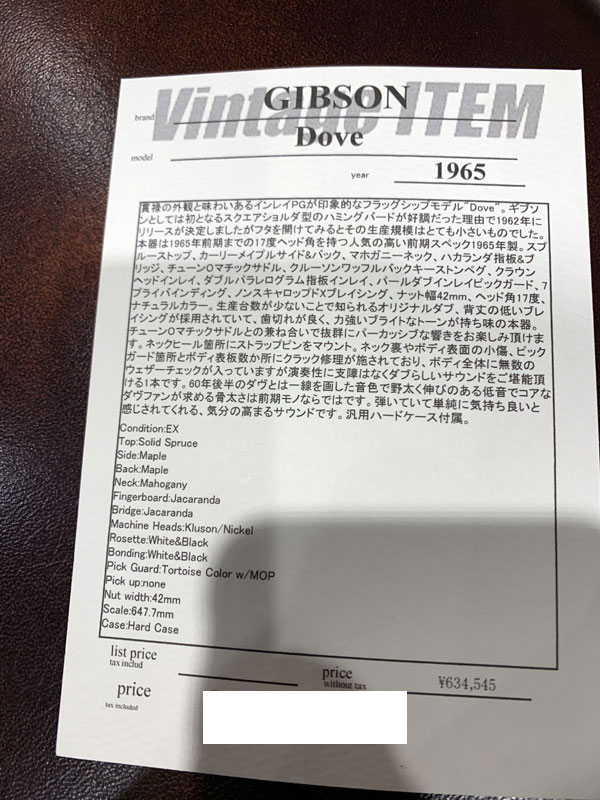 Vintage ITEM
GIBSON
brand
Dove
model
year
1965
貫禄の外観と味わいあるインレイPGが印象的なフラッグシップモデル"Dove"。ギブソ
ンとしては初となるスクエアショルダ型のハミングバードが好調だった理由で1962年に
リリースが決定しましたがフタを開けてみるとその生産規模はとても小さいものでした。
本器は1965年前期までの17度ヘッド角を持つ人気の高い前期スペック1965年製。スプ
ルーストップ、カーリーメイプルサイド&バック、マホガニーネック、ハカランダ指板&ブ
リッジ、チューンOマチックサドル、クルーソンワッフルバックキーストンペグ、クラウン
ヘッドインレイ、ダブルパラレログラム指板インレイ、パールダブインレイピックガード、7
プライバインディング、ノンスキャロップドXブレイシング、ナット幅42mm、ヘッド角17度、
ナチュラルカラー。生産台数が少ないことで知られるオリジナルダブ、背丈の低いブレ
イシングが採用されていて、歯切れが良く、力強いブライトなトーンが持ち味の本器。
チューンOマチックサドルとの兼ね合いで抜群にパーカッシブな響きをお楽しみ頂けま
す。ネックヒール箇所にストラップピンをマウント。ネック裏やボディ表面の小傷、ピック
ガード箇所とボディ表板数か所にクラック修理が施されており、ボディ全体に無数の
ウェザーチェックが入っていますが演奏性に支障はなくダブらしいサウンドをご堪能頂
ける1本です。60年後半のダヴとは一線を画した音色で野太く伸びのある低音でコアな
ダヴファンが求める骨太さは前期モノならではです。弾いていて単純に気持ち良いと
感じされてくれる、気分の高まるサウンドです。汎用ハードケース付属。
Condition:EX
Top:Solid Spruce
Side:Maple
Back:Maple
Neck:Mahogany
Fingerboard:Jacaranda
Bridge:Jacaranda
Machine Heads:Kluson/Nickel
Rosette:White&Black
Bonding:White&Black
Pick Guard:Tortoise Color w/MOP
Pick up:none
Nut width:42mm
Scale:647.7mm
Case:Hard Case
list price
tax includ
price
without tax
¥634,545
price
tax included